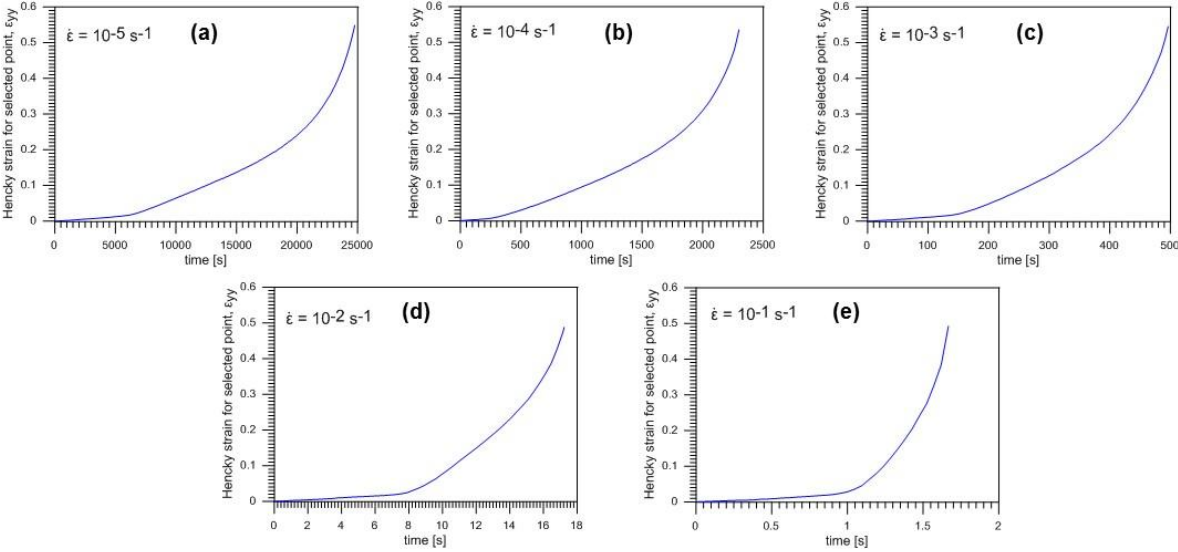 ε̇ = 10-5 s-1 (a)
Hencky strain for selected point, εyy
0.6
0.5
0.4
0.3
0.2
0.1
0
0 5000 10000 15000 20000 25000
time [s]
ε̇ = 10-4 s-1 (b)
Hencky strain for selected point, εyy
0.6
0.5
0.4
0.3
0.2
0.1
0
0 500 1000 1500 2000 2500
time [s]
ε̇ = 10-3 s-1 (c)
Hencky strain for selected point, εyy
0.6
0.5
0.4
0.3
0.2
0.1
0
0 100 200 300 400 500
time [s]
ε̇ = 10-2 s-1 (d)
Hencky strain for selected point, εyy
0.6
0.5
0.4
0.3
0.2
0.1
0
0 2 4 6 8 10 12 14 16 18
time [s]
ε̇ = 10-1 s-1 (e)
Hencky strain for selected point, εyy
0.6
0.5
0.4
0.3
0.2
0.1
0
0 0.5 1 1.5 2
time [s]